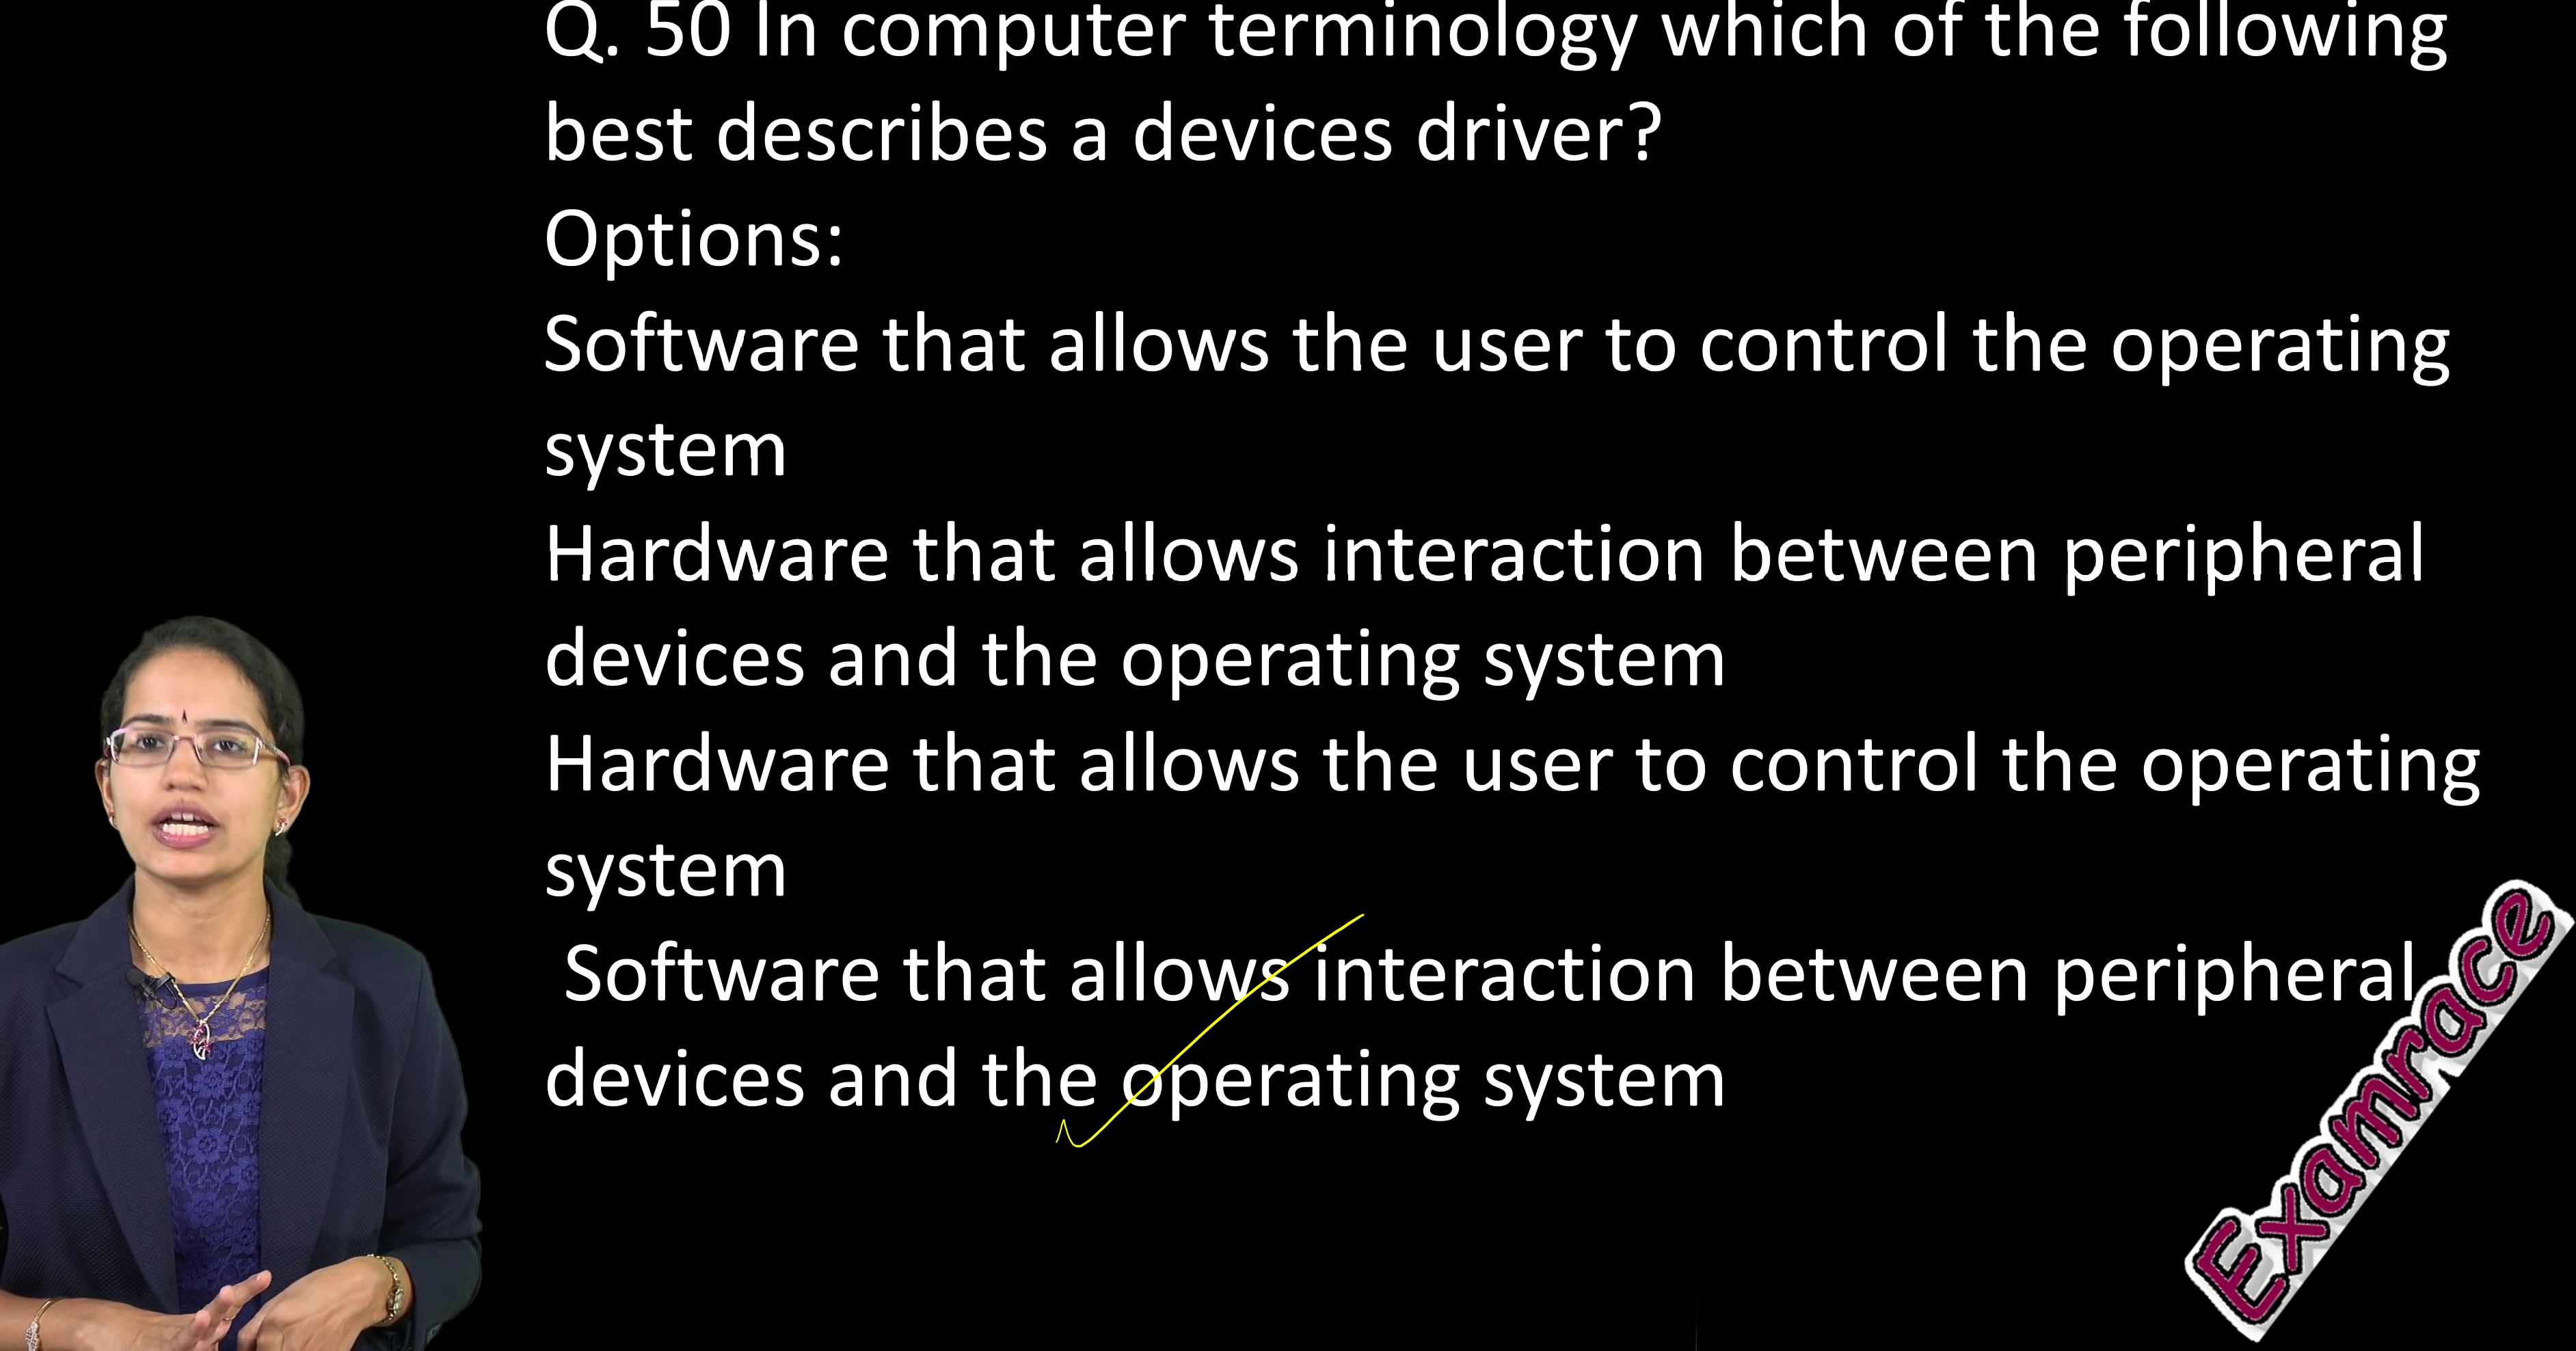 Q. 50 In computer terminology which of the following
best describes a devices driver?
Options:
Software that allows the user to control the operating
system
Hardware that allows interaction between peripheral
devices and the operating system
Hardware that allows the user to control the operating
system
Software that allows interaction between peripheral
devices and the operating system
Examrace